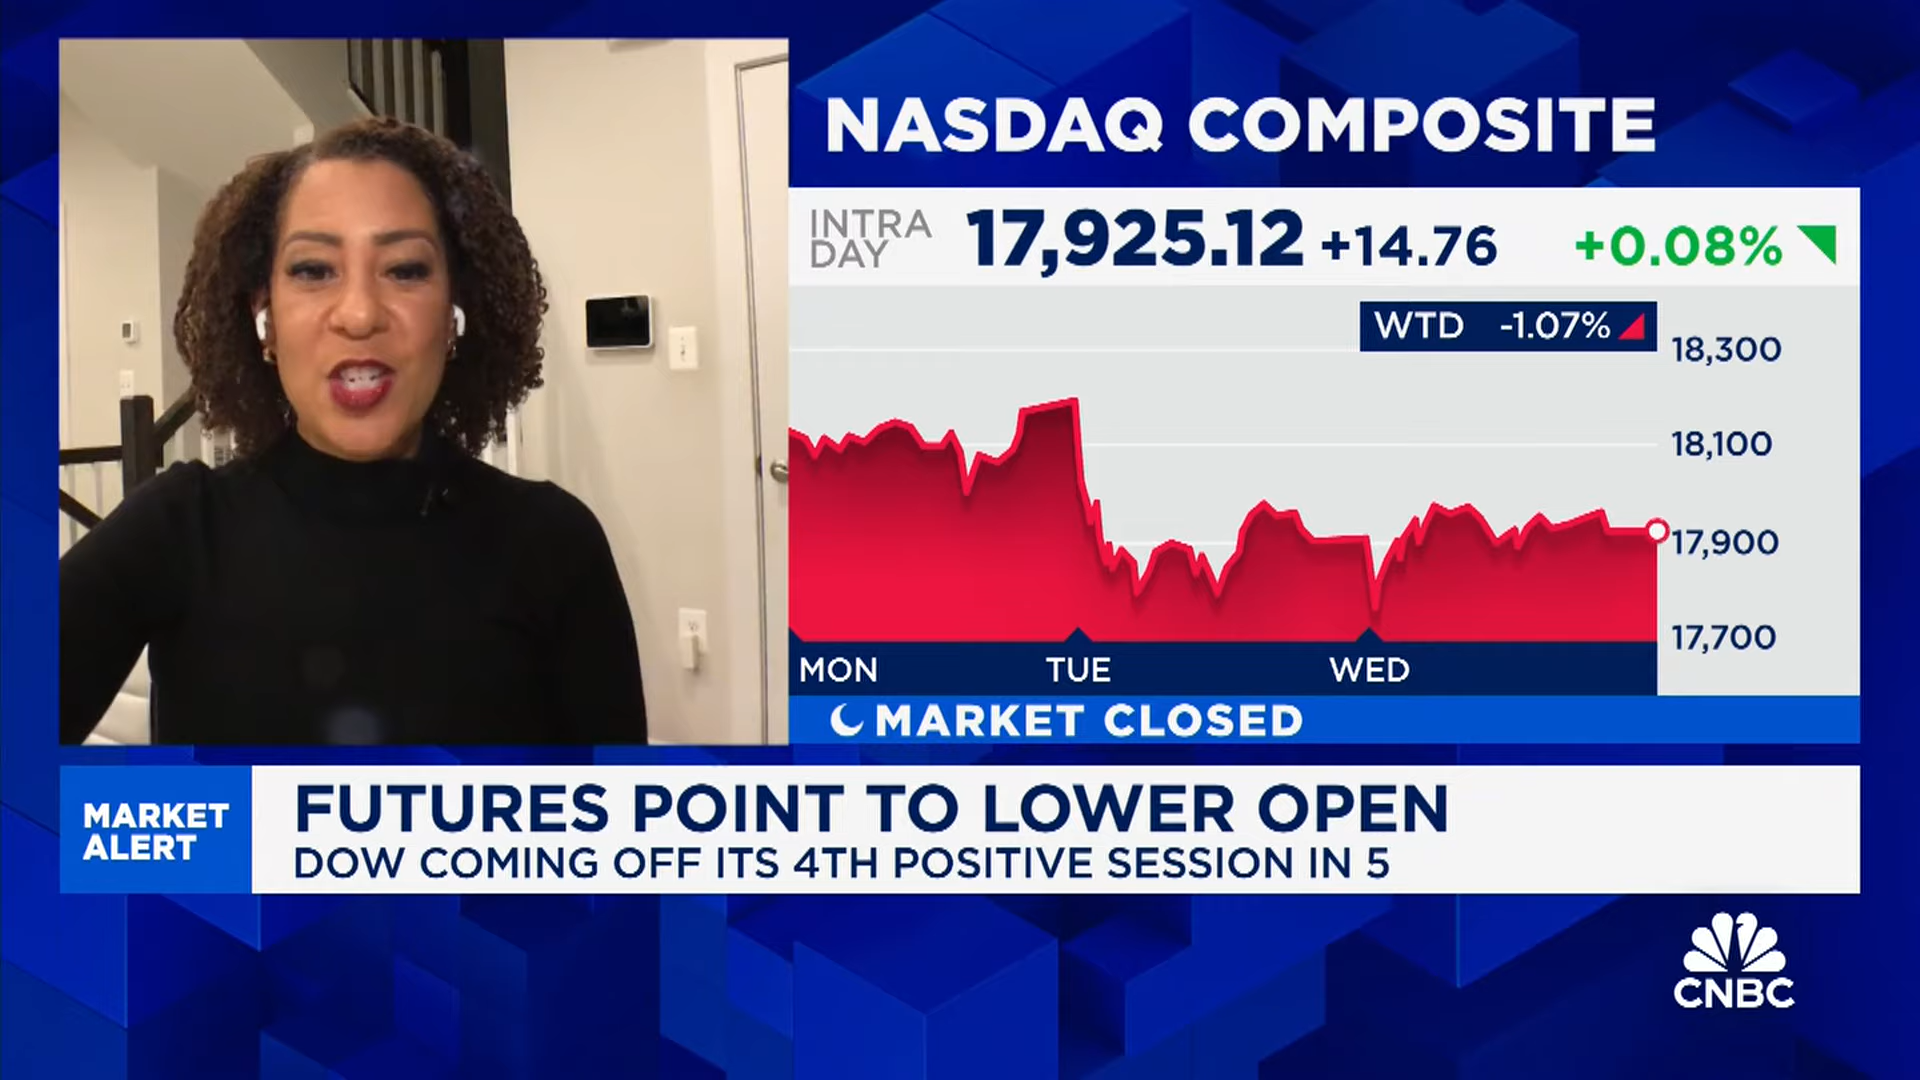 NASDAQ COMPOSITE
INTRA
DAY
17,925.12 +14.76 +0.08%
WTD -1.07%
18,300
18,100
17,900
17,700
MON TUE WED
MARKET CLOSED
MARKET
ALERT
FUTURES POINT TO LOWER OPEN
DOW COMING OFF ITS 4TH POSITIVE SESSION IN 5
CNBC